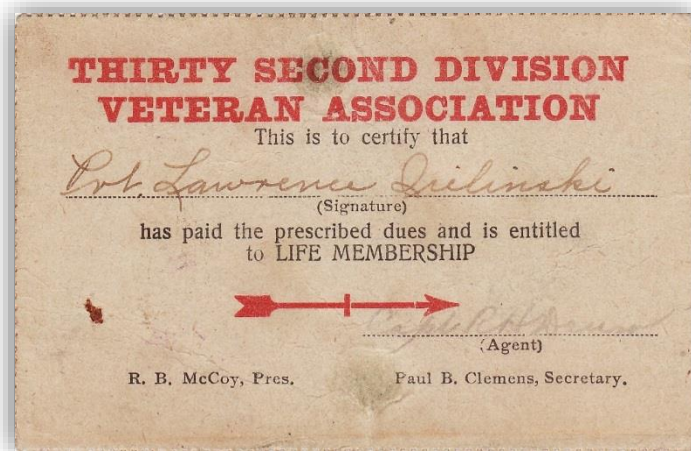 THIRTY SECOND DIVISION
VETERAN ASSOCIATION
This is to certify that
Pvt. Lawrence Zielinski
(Signature)
has paid the prescribed dues and is entitled
to LIFE MEMBERSHIP
(Agent)
R. B. McCoy, Pres. Paul B. Clemens, Secretary.